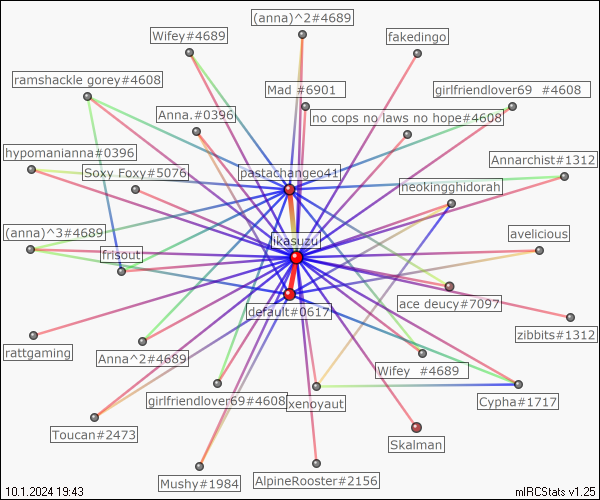 (anna)^2#4689
Wifey#4689
fakedingo
ramshackle gorey#4608
Mad #6901
girlfriendlover69 #4608
Anna.#0396
no cops no laws no hope#4608
hypomanianna#0396
Soxy Foxy#5076
pastachangeo41
Annarchist#1312
neokingghidorah
(anna)^3#4689
likasuzu
avelicious
frisout
default#0617
ace deucy#7097
rattgaming
zibbits#1312
Anna^2#4689
Wifey #4689
girlfriendlover69#4608
xenoyaut
Cypha#1717
Toucan#2473
Skalman
Mushy#1984
AlpineRooster#2156
10.1.2024 19:43
mIRCStats v1.25